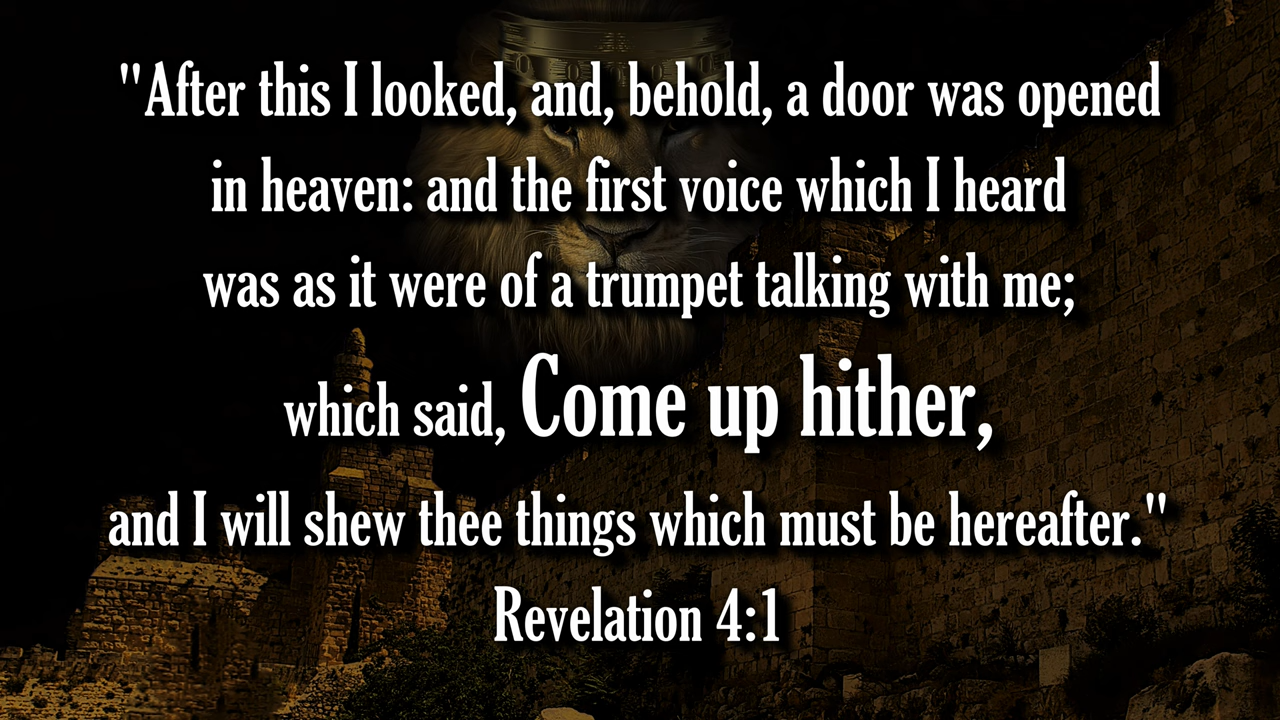 "After this I looked, and, behold, a door was opened
in heaven: and the first voice which I heard
was as it were of a trumpet talking with me;
which said, Come up hither,
and I will shew thee things which must be hereafter."
Revelation 4:1